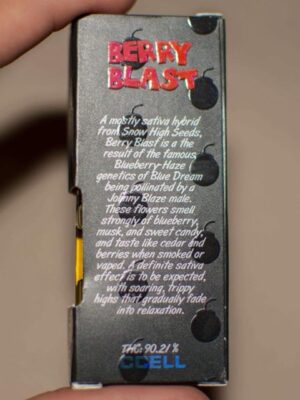 BERRY
BLAST
A mostly sativa hybrid
from Snow High Seeds,
Berry Blast is a the
result of the famous
Blueberry Haze
genetics of Blue Dream
being pollinated by a
Johnny Blaze male.
These flowers smell
strongly of blueberry,
musk, and sweet candy,
and taste like cedar and
berries when smoked or
vaped. A definite sativa
effect is to be expected,
with soaring, trippy
highs that gradually fade
into relaxation.
THC: 90.21 %
CCELL